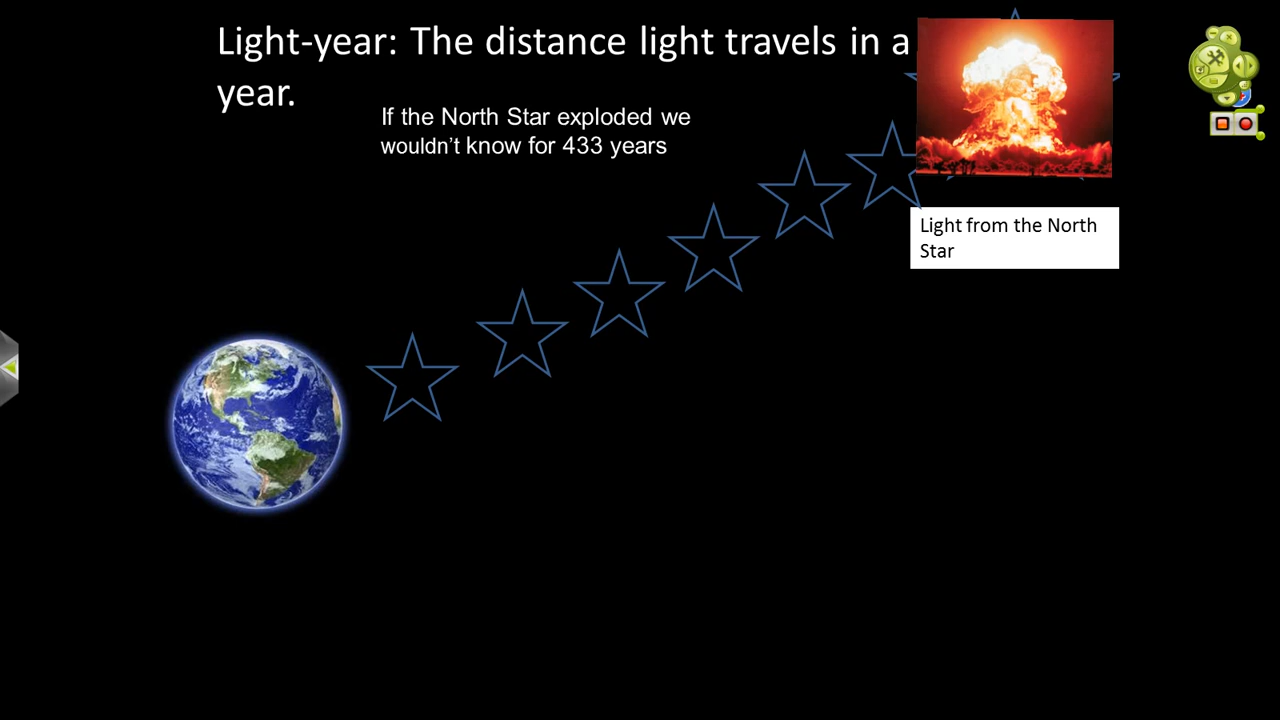 Light-year: The distance light travels in a
year.
If the North Star exploded we
wouldn’t know for 433 years
Light from the North
Star